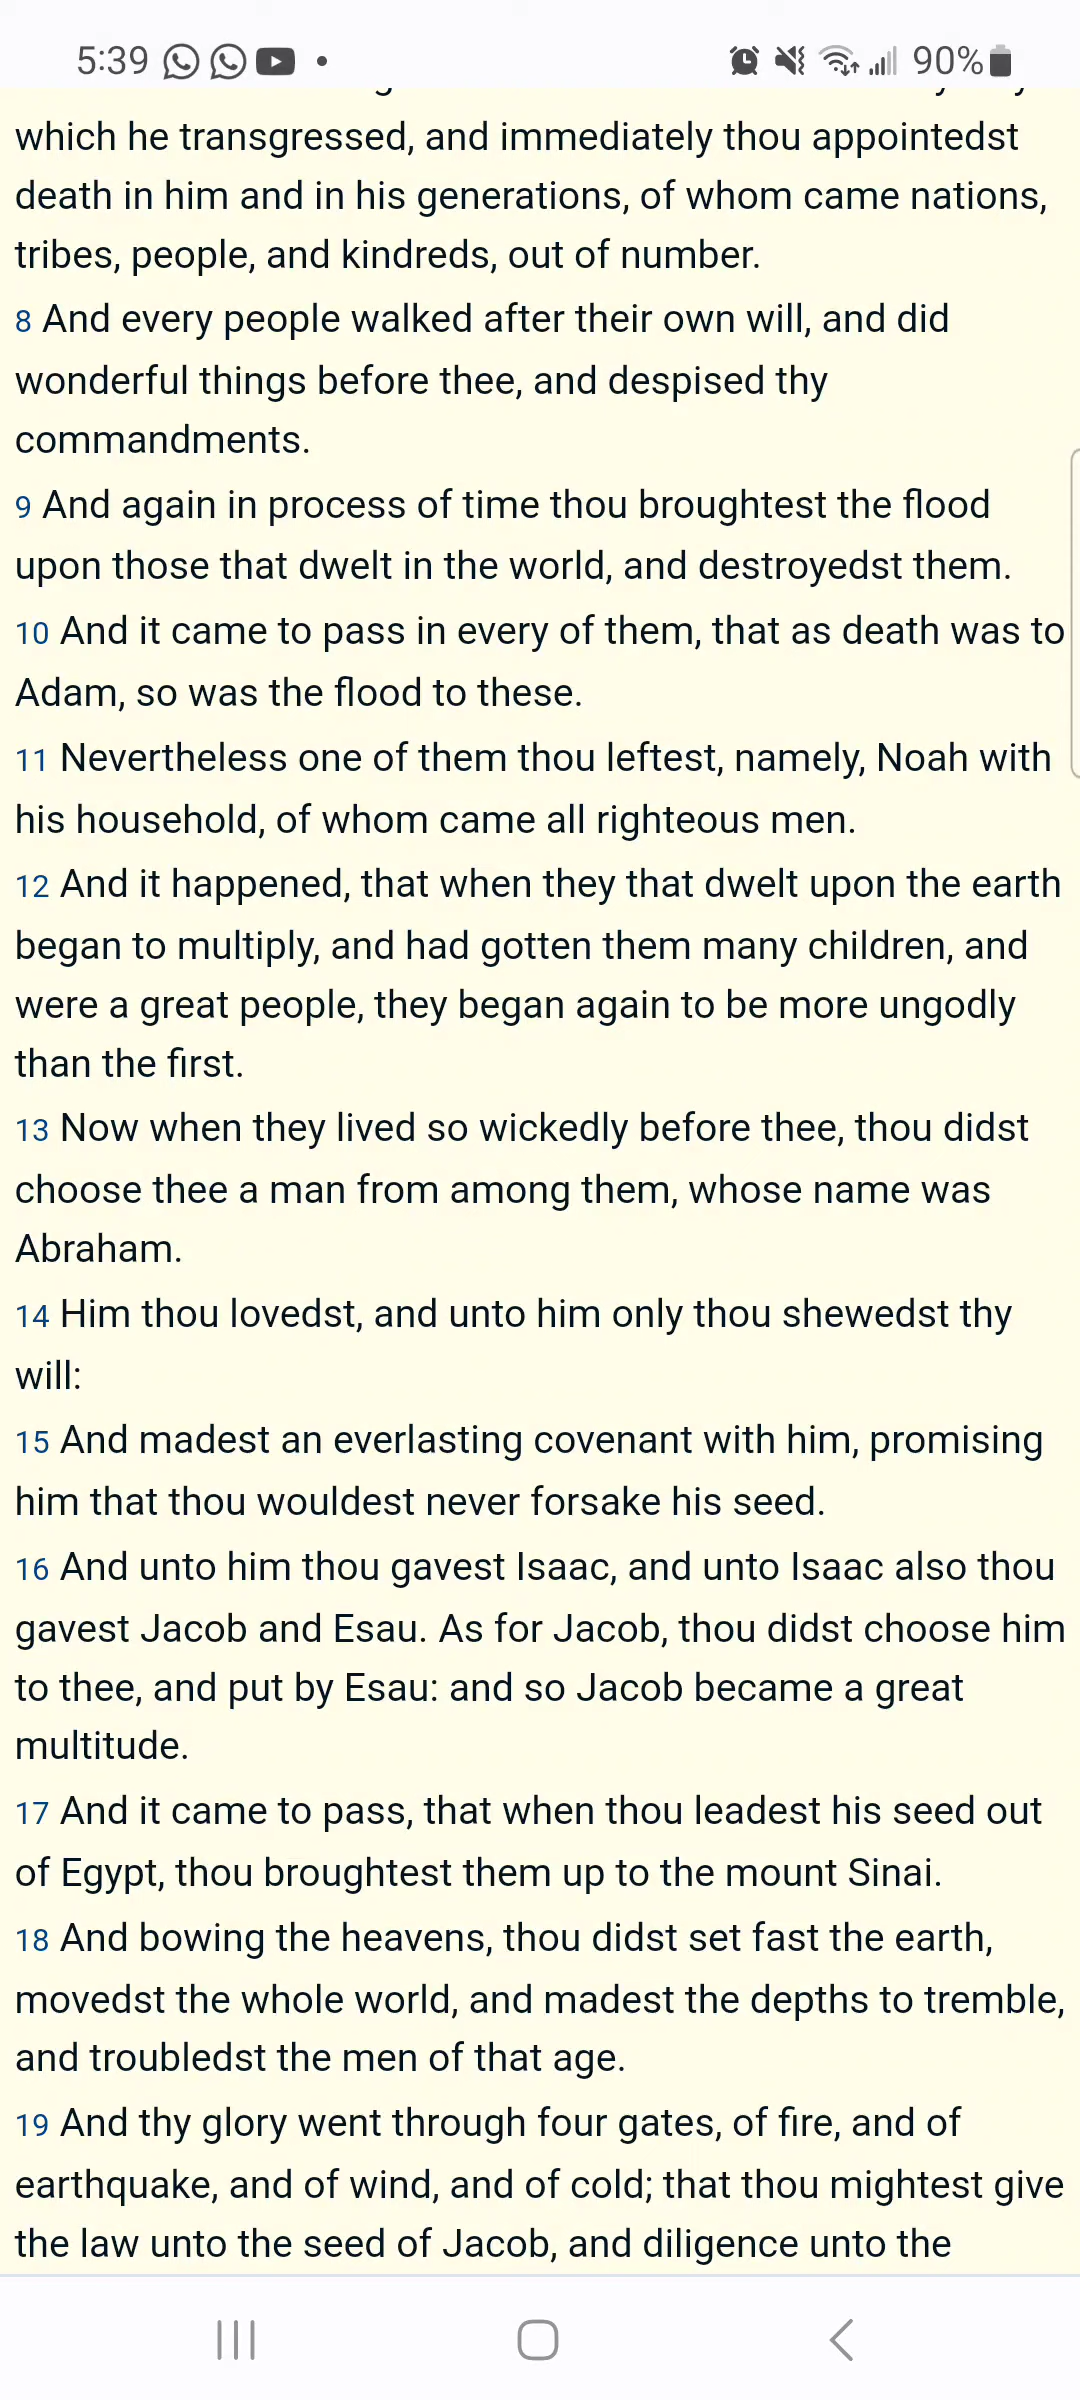 5:39
90%
which he transgressed, and immediately thou appointedst
death in him and in his generations, of whom came nations,
tribes, people, and kindreds, out of number.
8 And every people walked after their own will, and did
wonderful things before thee, and despised thy
commandments.
9 And again in process of time thou broughtest the flood
upon those that dwelt in the world, and destroyedst them.
10 And it came to pass in every of them, that as death was to
Adam, so was the flood to these.
11 Nevertheless one of them thou leftest, namely, Noah with
his household, of whom came all righteous men.
12 And it happened, that when they that dwelt upon the earth
began to multiply, and had gotten them many children, and
were a great people, they began again to be more ungodly
than the first.
13 Now when they lived so wickedly before thee, thou didst
choose thee a man from among them, whose name was
Abraham.
14 Him thou lovedst, and unto him only thou shewedst thy
will:
15 And madest an everlasting covenant with him, promising
him that thou wouldest never forsake his seed.
16 And unto him thou gavest Isaac, and unto Isaac also thou
gavest Jacob and Esau. As for Jacob, thou didst choose him
to thee, and put by Esau: and so Jacob became a great
multitude.
17 And it came to pass, that when thou leadest his seed out
of Egypt, thou broughtest them up to the mount Sinai.
18 And bowing the heavens, thou didst set fast the earth,
movedst the whole world, and madest the depths to tremble,
and troubledst the men of that age.
19 And thy glory went through four gates, of fire, and of
earthquake, and of wind, and of cold; that thou mightest give
the law unto the seed of Jacob, and diligence unto the